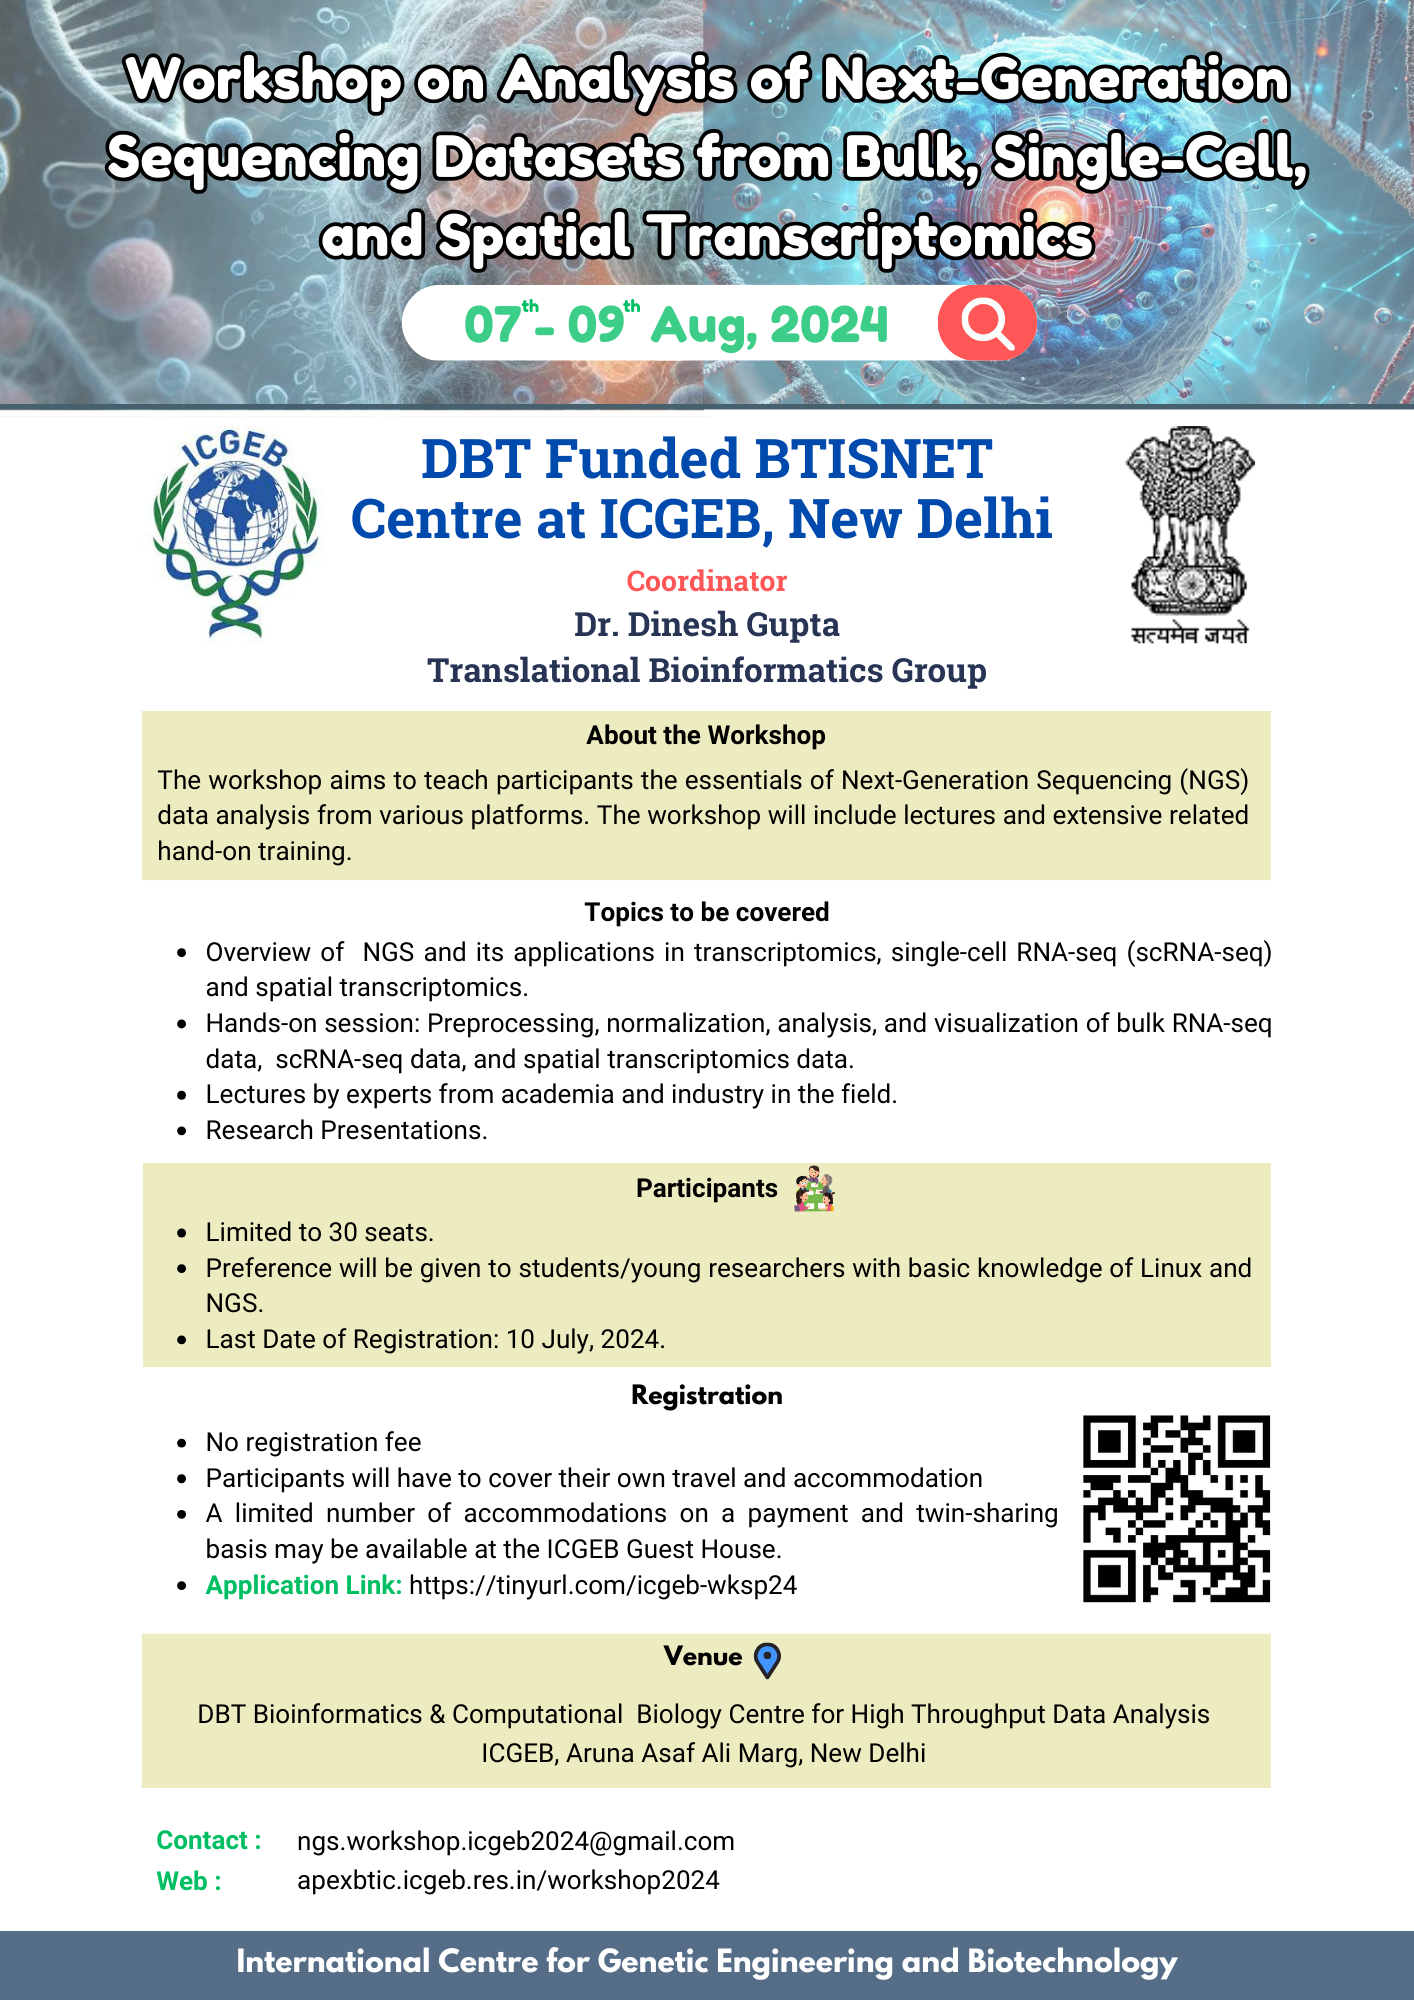 Workshop on Analysis of Next-Generation
Sequencing Datasets from Bulk, Single-Cell,
and Spatial Transcriptomics
07th- 09th Aug, 2024
ICGEB
DBT Funded BTISNET
Centre at ICGEB, New Delhi
Coordinator
Dr. Dinesh Gupta
Translational Bioinformatics Group
सत्यमेव जयते
About the Workshop
The workshop aims to teach participants the essentials of Next-Generation Sequencing (NGS)
data analysis from various platforms. The workshop will include lectures and extensive related
hand-on training.
Topics to be covered
• Overview of  NGS and its applications in transcriptomics, single-cell RNA-seq (scRNA-seq)
and spatial transcriptomics.
• Hands-on session: Preprocessing, normalization, analysis, and visualization of bulk RNA-seq
data,  scRNA-seq data, and spatial transcriptomics data.
• Lectures by experts from academia and industry in the field.
• Research Presentations.
Participants
• Limited to 30 seats.
• Preference will be given to students/young researchers with basic knowledge of Linux and
NGS.
• Last Date of Registration: 10 July, 2024.
Registration
• No registration fee
• Participants will have to cover their own travel and accommodation
• A limited number of accommodations on a payment and twin-sharing
basis may be available at the ICGEB Guest House.
• Application Link: https://tinyurl.com/icgeb-wksp24
Venue
DBT Bioinformatics & Computational  Biology Centre for High Throughput Data Analysis
ICGEB, Aruna Asaf Ali Marg, New Delhi
Contact : ngs.workshop.icgeb2024@gmail.com
Web : apexbtic.icgeb.res.in/workshop2024
International Centre for Genetic Engineering and Biotechnology